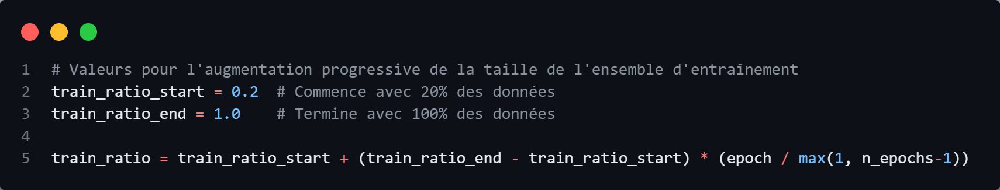 1 # Valeurs pour l'augmentation progressive de la taille de l'ensemble d'entraînement
2 train_ratio_start = 0.2  # Commence avec 20% des données
3 train_ratio_end = 1.0    # Termine avec 100% des données
4
5 train_ratio = train_ratio_start + (train_ratio_end - train_ratio_start) * (epoch / max(1, n_epochs-1))